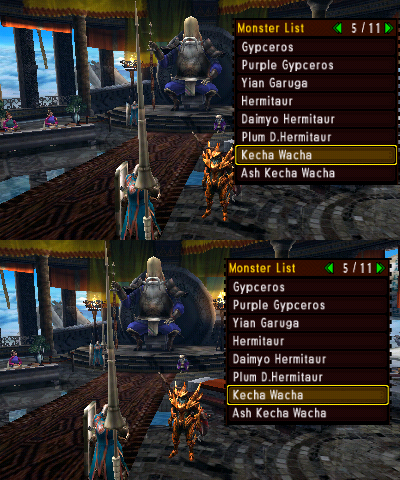 Monster List 5/11
Gypceros
Purple Gypceros
Yian Garuga
Hermitaur
Daimyo Hermitaur
Plum D.Hermitaur
Kecha Wacha
Ash Kecha Wacha
Monster List 5/11
Gypceros
Purple Gypceros
Yian Garuga
Hermitaur
Daimyo Hermitaur
Plum D.Hermitaur
Kecha Wacha
Ash Kecha Wacha